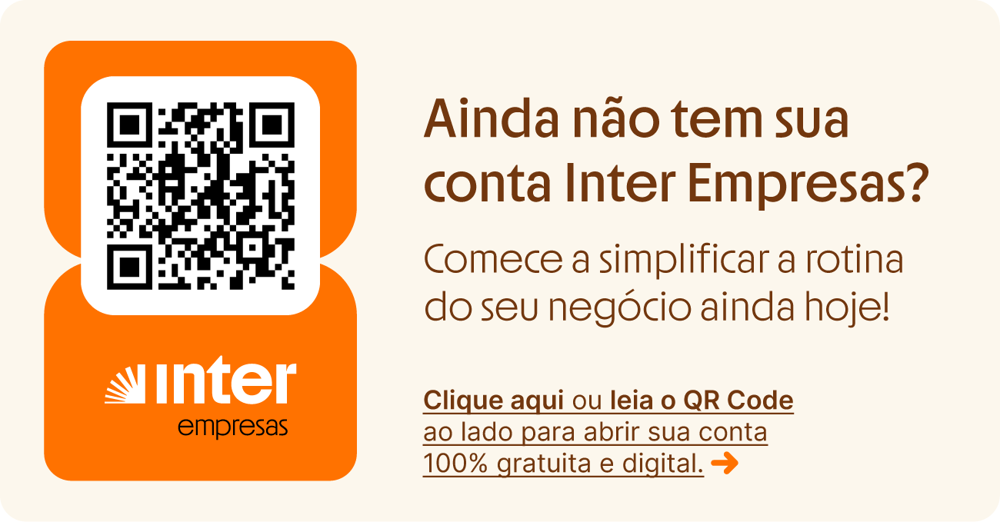 Ainda não tem sua
conta Inter Empresas?
Comece a simplificar a rotina
do seu negócio ainda hoje!
Clique aqui ou leia o QR Code
ao lado para abrir sua conta
100% gratuita e digital.
inter
empresas